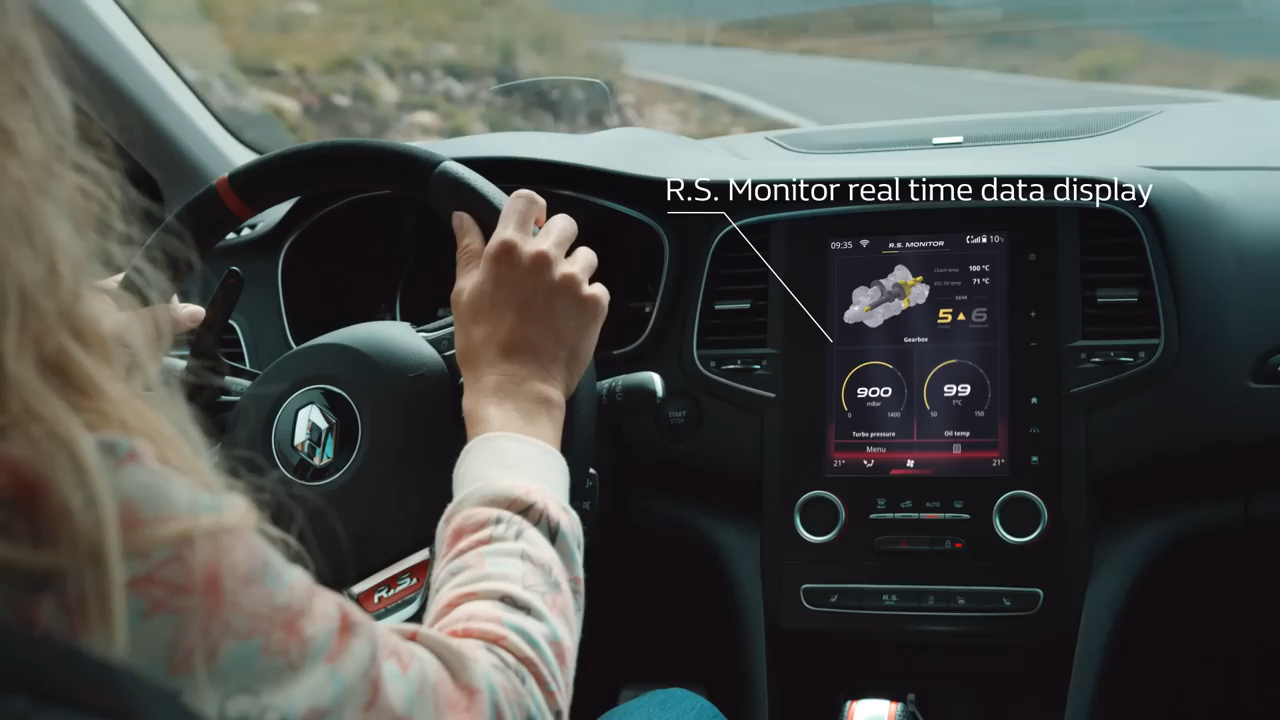 R.S. Monitor real time data display
09:35 R.S. MONITOR 10
Clutch temp 100 °C
EDC Oil temp 71 °C
GEAR
5 6
Gearbox
900 99
mBar T°C
0 1400 50 150
Turbo pressure Oil temp
Menu
21° 21°
START
STOP
AUTO
R.S.
R.S.